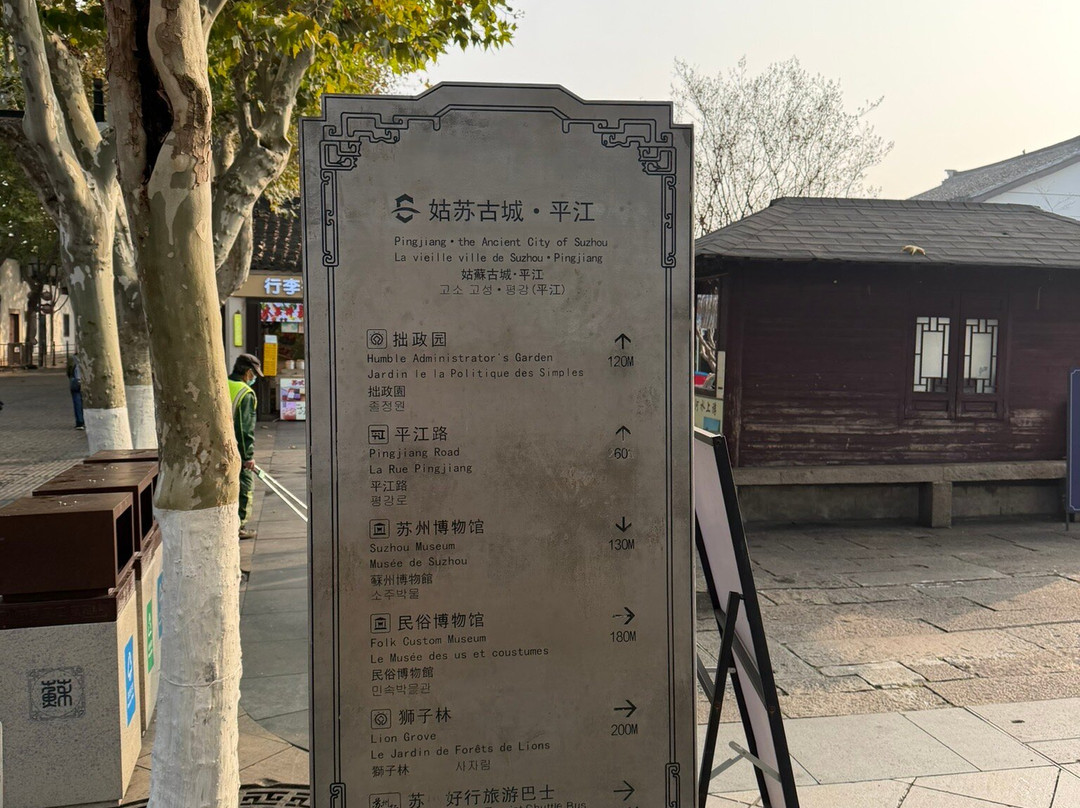 姑苏古城·平江
Pingjiang·the Ancient City of Suzhou
La vieille ville de Suzhou·Pingjiang
姑蘇古城·平江
고소 고성·평강(平江)
拙政园
120M
Humble Administrator's Garden
Jardin le la Politique des Simples
拙政園
졸정원
平江路
Pingjiang Road
La Rue Pingjiang
平江路
평강로
苏州博物馆
Suzhou Museum
130M
Musée de Suzhou
蘇州博物館
소주박물
民俗博物馆
Folk Custom Museum
180M
Le Musée des us et coustumes
民俗博物館
민속박물관
狮子林
Lion Grove
200M
Le Jardin de Forêts de Lions
獅子林 사자림
苏 好行旅游巴士
Shuttle Bus
行李
蘇